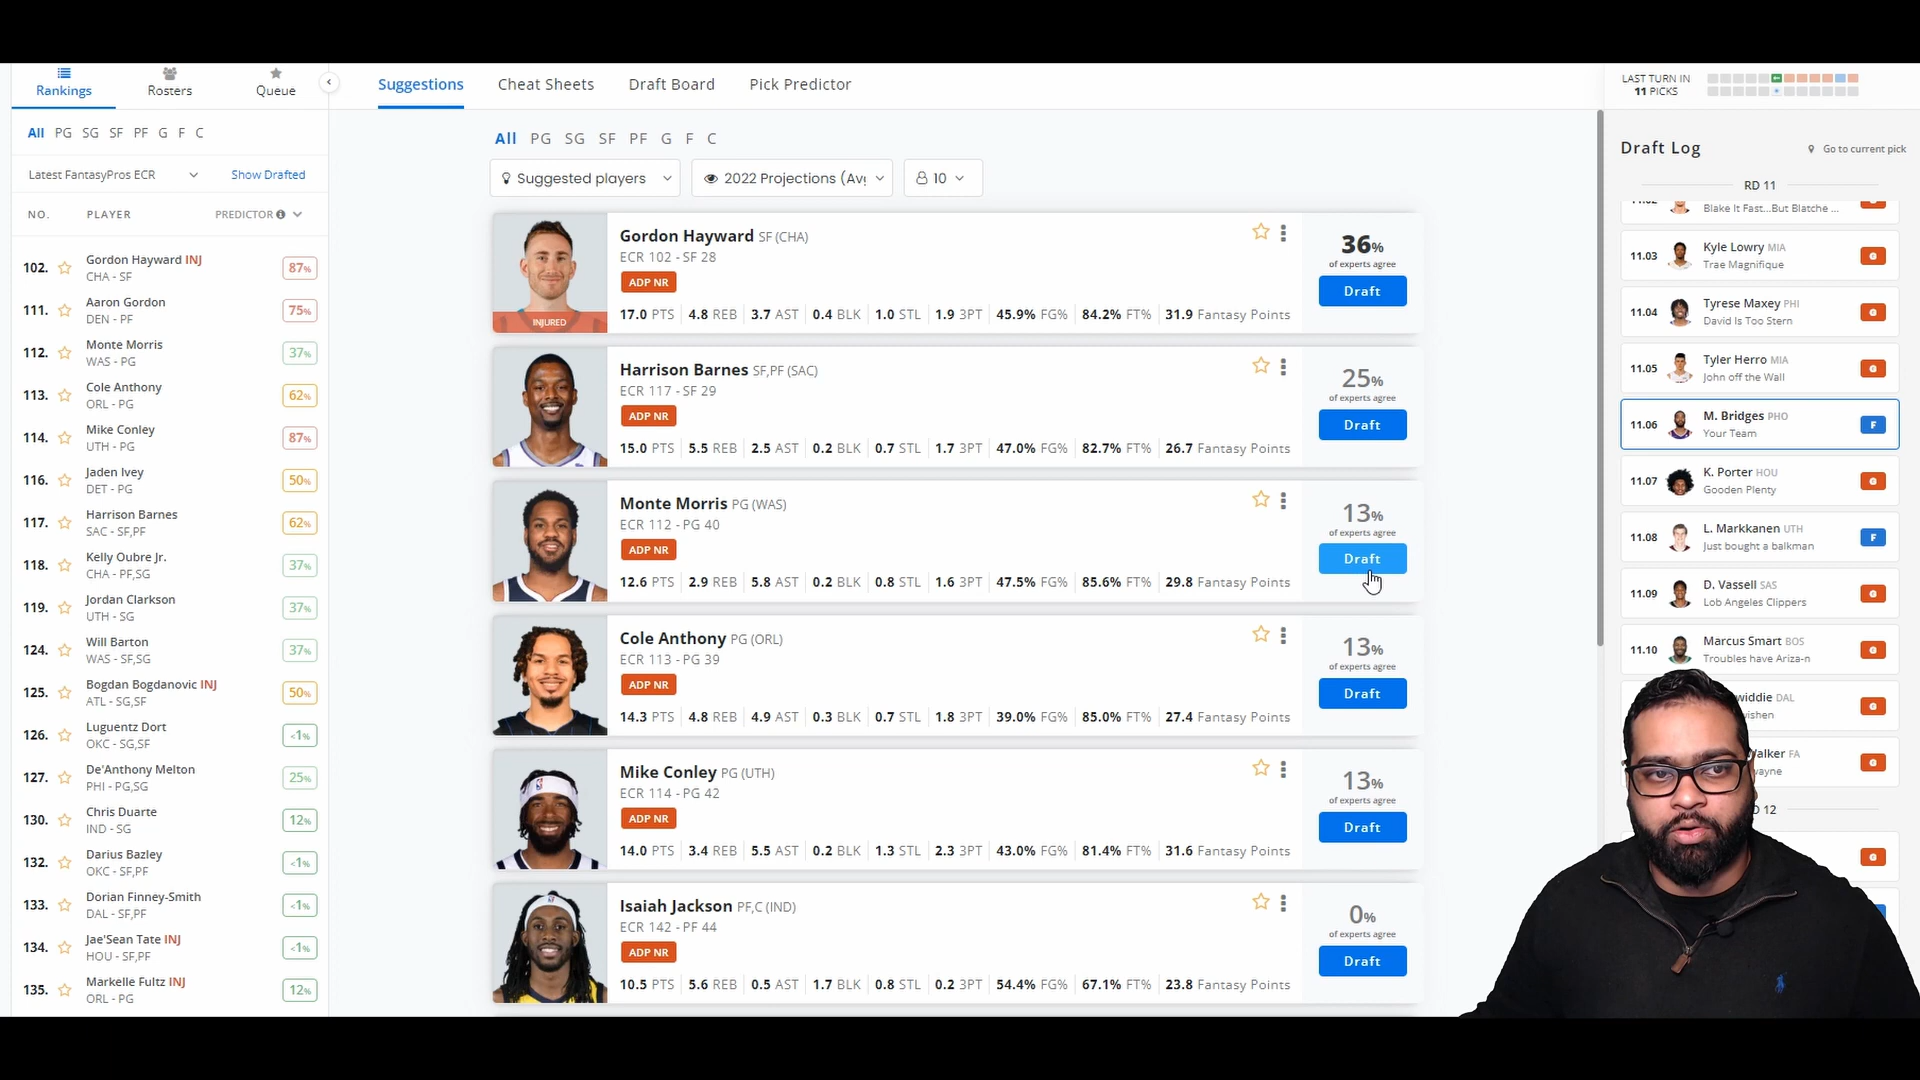 Rankings
Rosters
Queue
All PG SG SF PF G F C
Latest FantasyPros ECR
Show Drafted
NO. PLAYER PREDICTOR
102. Gordon Hayward INJ 87%
CHA - SF
111. Aaron Gordon 75%
DEN - PF
112. Monte Morris 37%
WAS - PG
113. Cole Anthony 62%
ORL - PG
114. Mike Conley 87%
UTH - PG
116. Jaden Ivey 50%
DET - PG
117. Harrison Barnes 62%
SAC - SF,PF
118. Kelly Oubre Jr. 37%
CHA - PF,SG
119. Jordan Clarkson 37%
UTH - SG
124. Will Barton 37%
WAS - SF,SG
125. Bogdan Bogdanovic INJ 50%
ATL - SG,SF
126. Luguentz Dort <1%
OKC - SG,SF
127. De'Anthony Melton 25%
PHI - PG,SG
130. Chris Duarte 12%
IND - SG
132. Darius Bazley <1%
OKC - SF,PF
133. Dorian Finney-Smith <1%
DAL - SF,PF
134. Jae'Sean Tate INJ <1%
HOU - SF,PF
135. Markelle Fultz INJ 12%
ORL - PG
Suggestions Cheat Sheets Draft Board Pick Predictor
All PG SG SF PF G F C
Suggested players
2022 Projections (Avg
10
Gordon Hayward SF (CHA)
ECR 102 - SF 28
ADP NR
INJURED
17.0 PTS 4.8 REB 3.7 AST 0.4 BLK 1.0 STL 1.9 3PT 45.9% FG% 84.2% FT% 31.9 Fantasy Points
36%
of experts agree
Draft
Harrison Barnes SF,PF (SAC)
ECR 117 - SF 29
ADP NR
15.0 PTS 5.5 REB 2.5 AST 0.2 BLK 0.7 STL 1.7 3PT 47.0% FG% 82.7% FT% 26.7 Fantasy Points
25%
of experts agree
Draft
Monte Morris PG (WAS)
ECR 112 - PG 40
ADP NR
12.6 PTS 2.9 REB 5.8 AST 0.2 BLK 0.8 STL 1.6 3PT 47.5% FG% 85.6% FT% 29.8 Fantasy Points
13%
of experts agree
Draft
Cole Anthony PG (ORL)
ECR 113 - PG 39
ADP NR
14.3 PTS 4.8 REB 4.9 AST 0.3 BLK 0.7 STL 1.8 3PT 39.0% FG% 85.0% FT% 27.4 Fantasy Points
13%
of experts agree
Draft
Mike Conley PG (UTH)
ECR 114 - PG 42
ADP NR
14.0 PTS 3.4 REB 5.5 AST 0.2 BLK 1.3 STL 2.3 3PT 43.0% FG% 81.4% FT% 31.6 Fantasy Points
13%
of experts agree
Draft
Isaiah Jackson PF,C (IND)
ECR 142 - PF 44
ADP NR
10.5 PTS 5.6 REB 0.5 AST 1.7 BLK 0.8 STL 0.2 3PT 54.4% FG% 67.1% FT% 23.8 Fantasy Points
0%
of experts agree
Draft
LAST TURN IN
11 PICKS
Draft Log
Go to current pick
RD 11
Blake It Fast...But Blatche ...
11.03 Kyle Lowry MIA G
Trae Magnifique
11.04 Tyrese Maxey PHI G
David Is Too Stern
11.05 Tyler Herro MIA G
John off the Wall
11.06 M. Bridges PHO F
Your Team
11.07 K. Porter HOU G
Gooden Plenty
11.08 L. Markkanen UTH F
Just bought a balkman
11.09 D. Vassell SAS G
Lob Angeles Clippers
11.10 Marcus Smart BOS G
Troubles have Ariza-n
widdie DAL G
vishen
Walker FA G
wayne
D 12
G